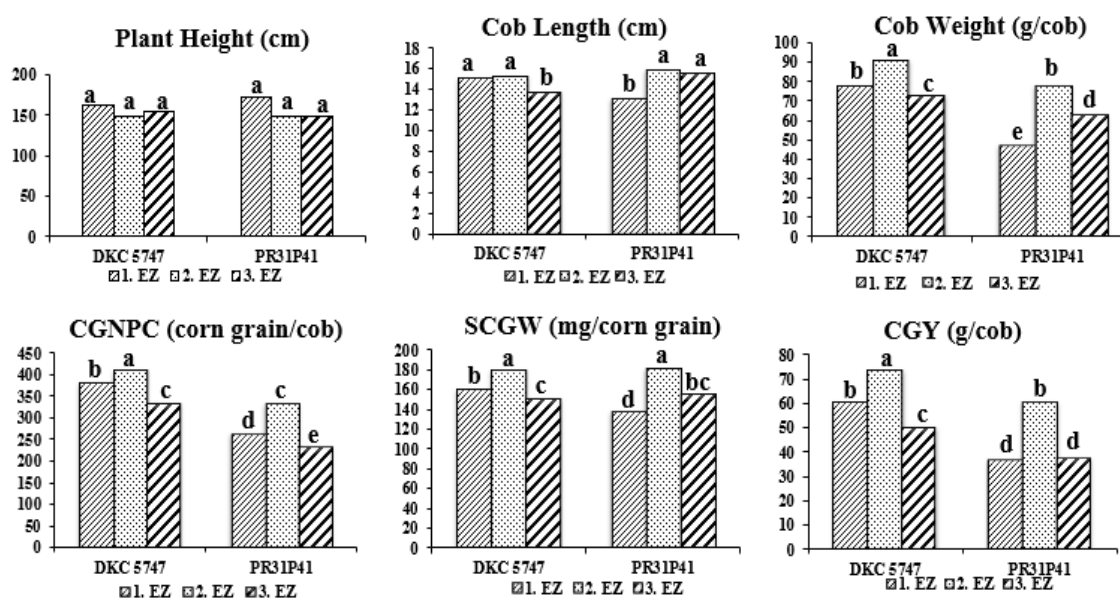 Plant Height (cm)
200
150
100
50
0
a a a a a a
DKC 5747 PR31P41
1. EZ 2. EZ 3. EZ
Cob Length (cm)
18
16
14
12
10
8
6
4
2
0
a a b b a a
DKC 5747 PR31P41
1. EZ 2. EZ 3. EZ
Cob Weight (g/cob)
100
90
80
70
60
50
40
30
20
10
0
b a c e b d
DKC 5747 PR31P41
1. EZ 2. EZ 3. EZ
CGNPC (corn grain/cob)
450
400
350
300
250
200
150
100
50
0
b a c d c e
DKC 5747 PR31P41
1. EZ 2. EZ 3. EZ
SCGW (mg/corn grain)
200
180
160
140
120
100
80
60
40
20
0
b a c d a bc
DKC 5747 PR31P41
1. EZ 2. EZ 3. EZ
CGY (g/cob)
80
70
60
50
40
30
20
10
0
b a c d b d
DKC 5747 PR31P41
1. EZ 2. EZ 3. EZ